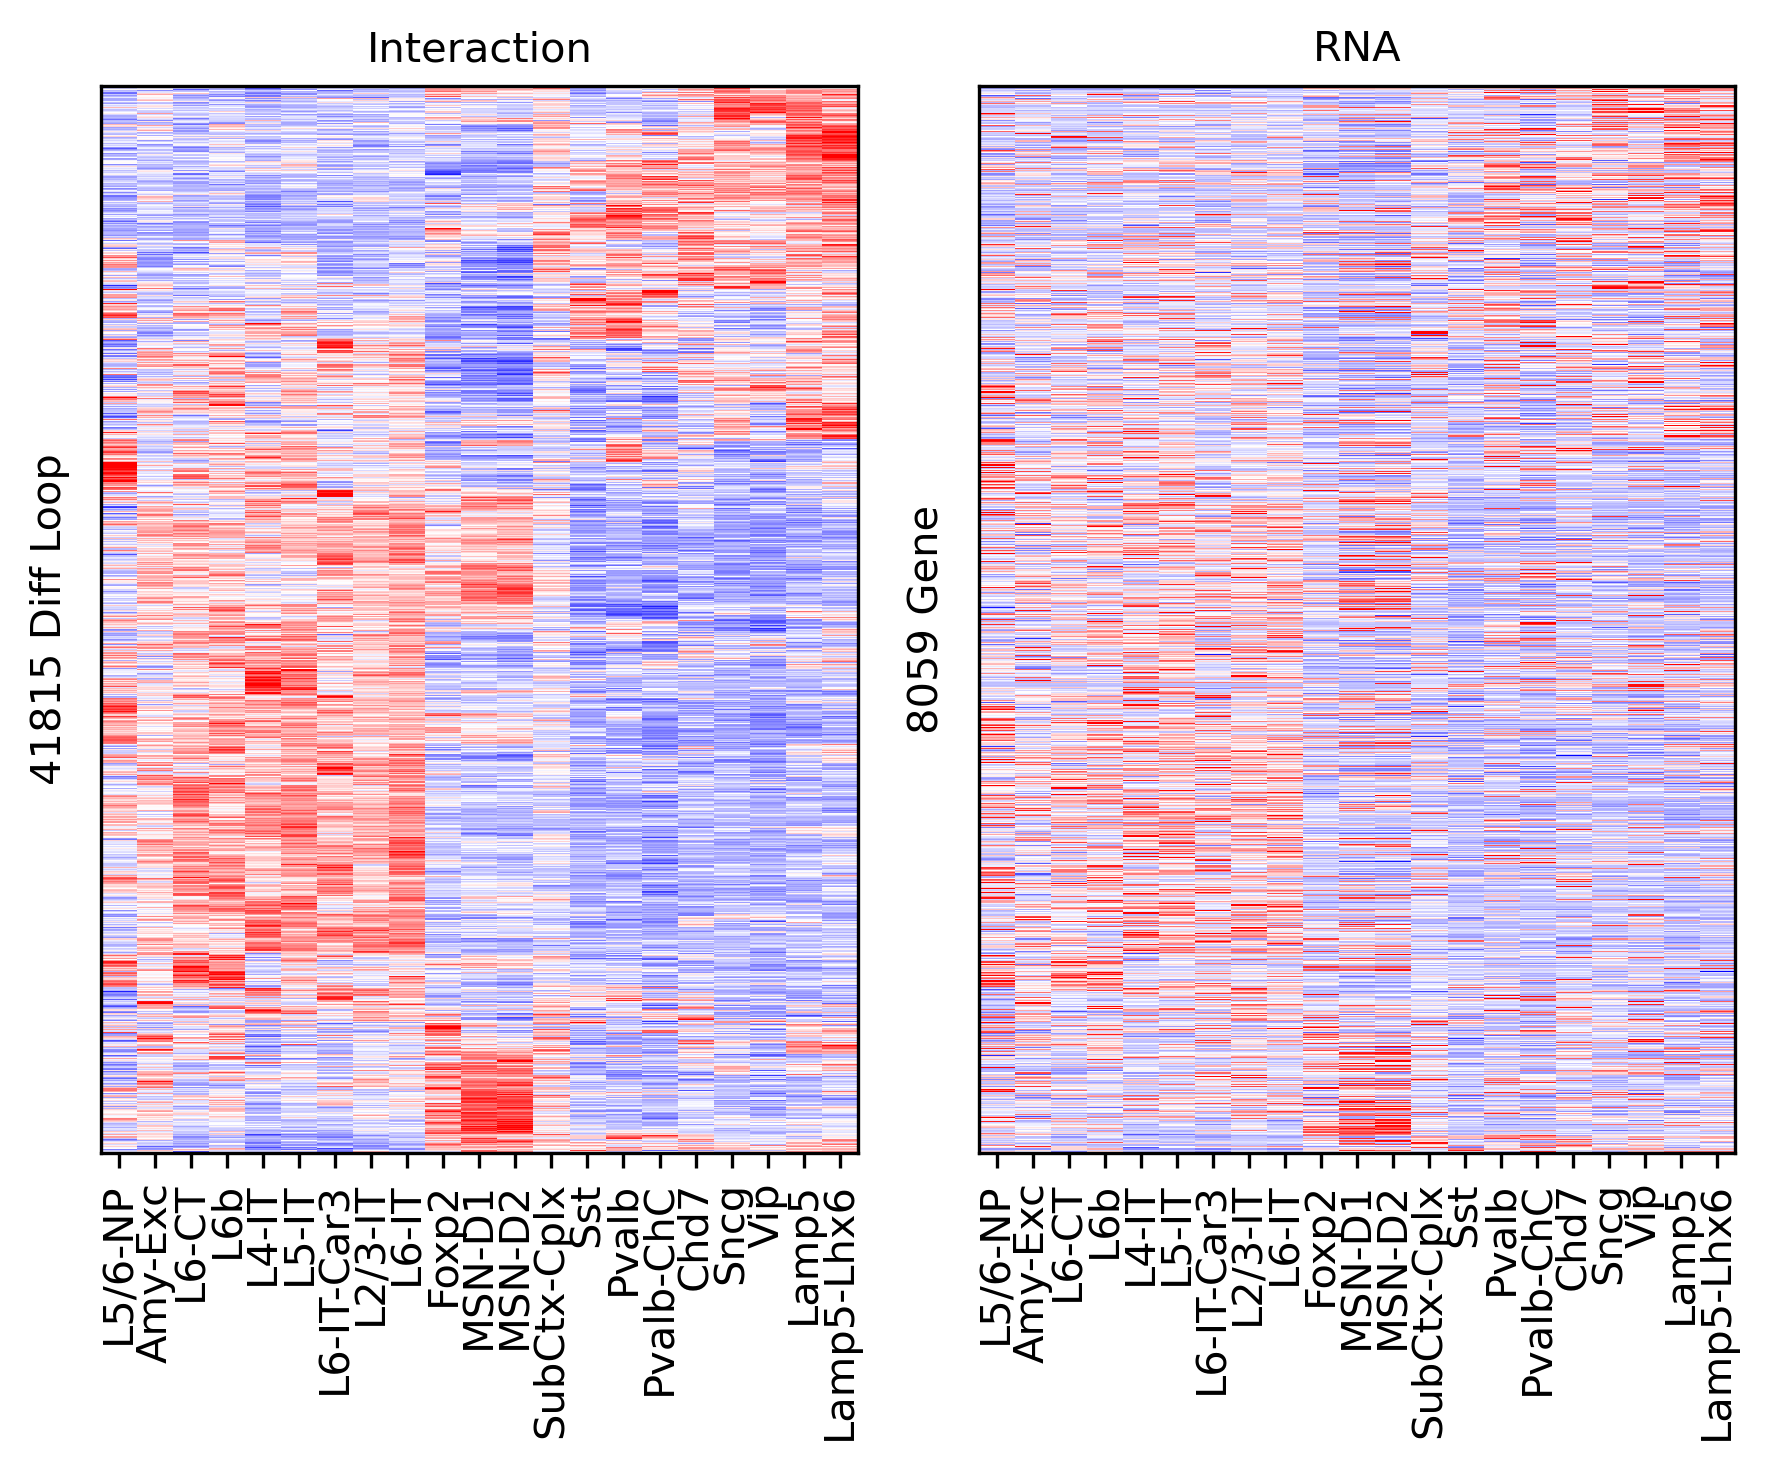 Interaction
41815 Diff Loop
L5/6-NP
Amy-Exc
L6-CT
L6b
L4-IT
L5-IT
L6-IT-Car3
L2/3-IT
L6-IT
Foxp2
MSN-D1
MSN-D2
SubCtx-Cplx
Sst
Pvalb
Pvalb-ChC
Chd7
Sncg
Vip
Lamp5
Lamp5-Lhx6
RNA
8059 Gene
L5/6-NP
Amy-Exc
L6-CT
L6b
L4-IT
L5-IT
L6-IT-Car3
L2/3-IT
L6-IT
Foxp2
MSN-D1
MSN-D2
SubCtx-Cplx
Sst
Pvalb
Pvalb-ChC
Chd7
Sncg
Vip
Lamp5
Lamp5-Lhx6